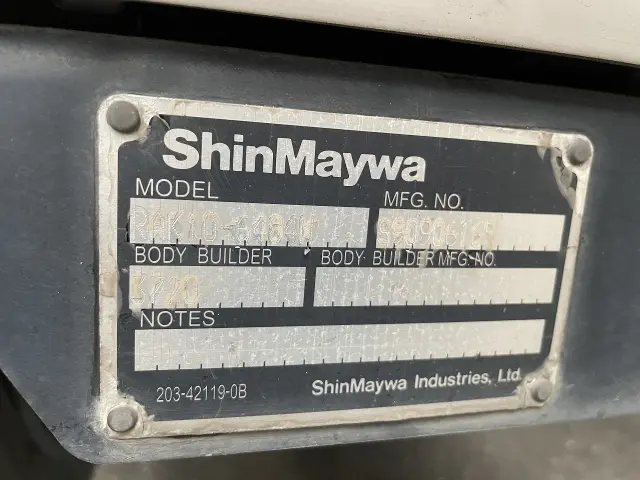 ShinMaywa
MODEL
MFG. NO.
BODY BUILDER
BODY BUILDER MFG. NO.
NOTES
203-42119-0B
ShinMaywa Industries, Ltd.